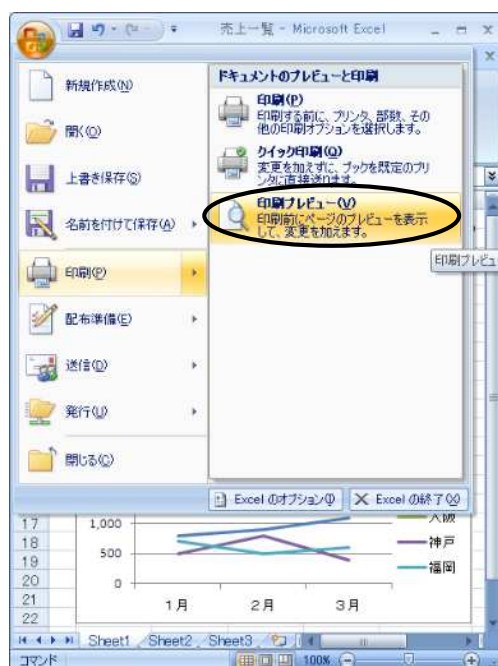 売上一覧 - Microsoft Excel
新規作成(N)
開く(O)
上書き保存(S)
名前を付けて保存(A)
印刷(P)
配布準備(E)
送信(D)
発行(U)
閉じる(C)
ドキュメントのプレビューと印刷
印刷(P)
印刷する前に、プリンタ、部数、その
他の印刷オプションを選択します。
クイック印刷(Q)
変更を加えずに、ブックを既定のプリ
ンタに直接送ります。
印刷プレビュー(V)
印刷前にページのプレビューを表示
して、変更を加えます。
印刷プレビュ
Excel のオプション(I)
Excel の終了(X)
17
18
19
20
21
22
1,000
500
0
1月 2月 3月
大阪
神戸
福岡
Sheet1 Sheet2 Sheet3
コマンド
100%